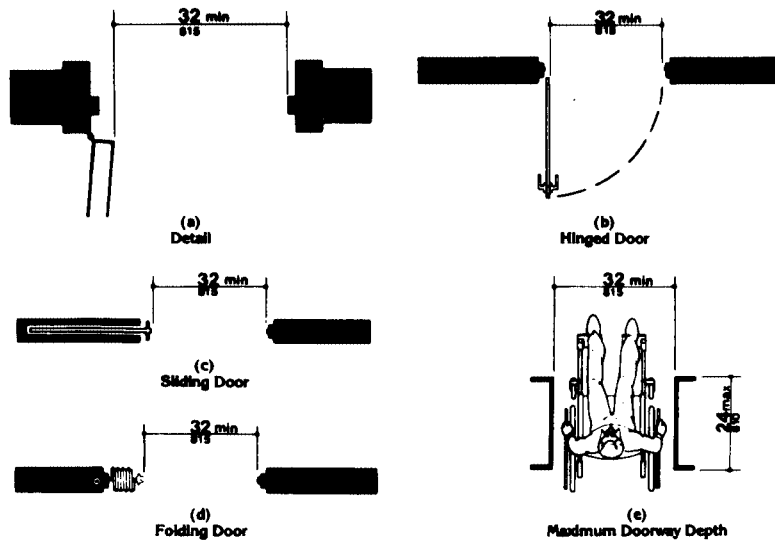 32 min
815
(a)
Detail
32 min
815
(b)
Hinged Door
32 min
815
(c)
Sliding Door
32 min
815
(d)
Folding Door
32 min
815
24 max
610
(e)
Maximum Doorway Depth